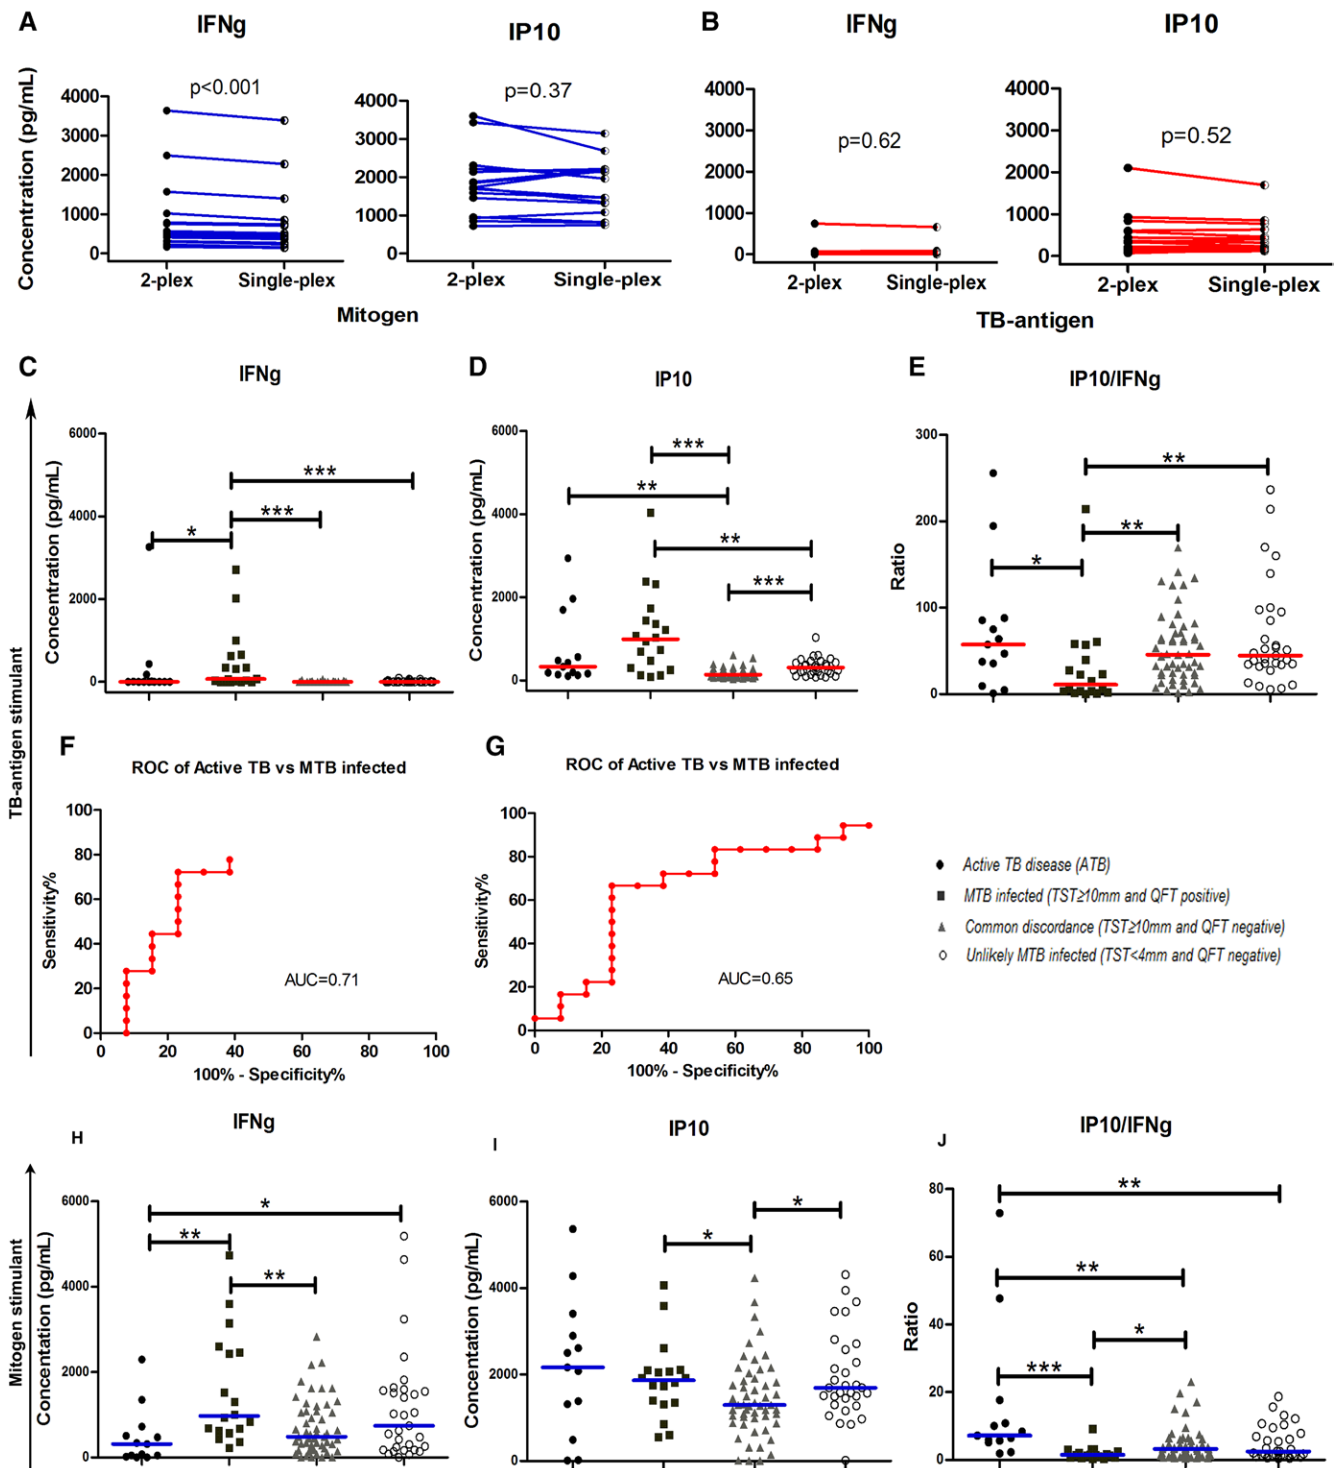 A
IFNg
IP10
B
IFNg
IP10
Concentration (pg/mL)
p<0.001
4000
3000
2000
1000
0
2-plex Single-plex
p=0.37
4000
3000
2000
1000
0
2-plex Single-plex
Mitogen
p=0.62
4000
3000
2000
1000
0
2-plex Single-plex
p=0.52
4000
3000
2000
1000
0
2-plex Single-plex
TB-antigen
TB-antigen stimulant
C
IFNg
Concentration (pg/mL)
6000
4000
2000
0
*
***
***
D
IP10
Concentration (pg/mL)
6000
4000
2000
0
***
**
**
***
E
IP10/IFNg
Ratio
300
200
100
0
**
**
*
F
ROC of Active TB vs MTB infected
Sensitivity%
100
80
60
40
20
0
AUC=0.71
0 20 40 60 80 100
100% - Specificity%
G
ROC of Active TB vs MTB infected
Sensitivity%
100
80
60
40
20
0
AUC=0.65
0 20 40 60 80 100
100% - Specificity%
Active TB disease (ATB)
MTB infected (TST≥10mm and QFT positive)
Common discordance (TST≥10mm and QFT negative)
Unlikely MTB infected (TST<4mm and QFT negative)
Mitogen stimulant
H
IFNg
Concentation (pg/mL)
6000
4000
2000
0
*
**
**
I
IP10
Concentation (pg/mL)
6000
4000
2000
0
*
*
J
IP10/IFNg
Ratio
80
60
40
20
0
**
**
*
***